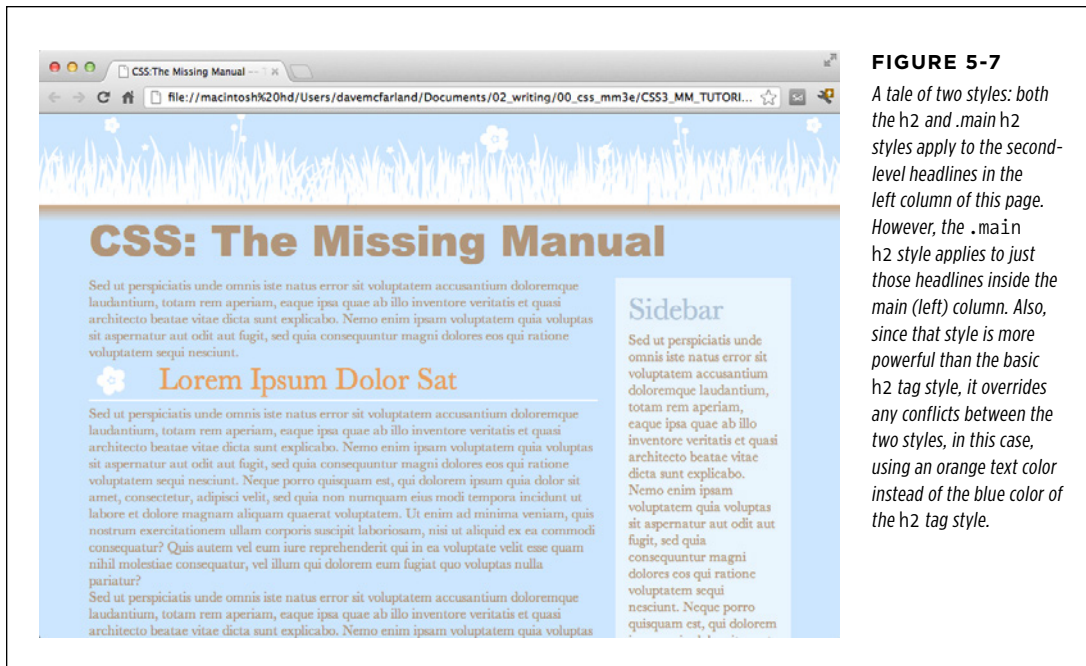 CSS:The Missing Manual -- T
file://macintosh%20hd/Users/davemcfarland/Documents/02_writing/00_css_mm3e/CSS3_MM_TUTORI...
CSS: The Missing Manual
Sed ut perspiciatis unde omnis iste natus error sit voluptatem accusantium doloremque
laudantium, totam rem aperiam, eaque ipsa quae ab illo inventore veritatis et quasi
architecto beatae vitae dicta sunt explicabo. Nemo enim ipsam voluptatem quia voluptas
sit aspernatur aut odit aut fugit, sed quia consequuntur magni dolores eos qui ratione
voluptatem sequi nesciunt.
Lorem Ipsum Dolor Sat
Sed ut perspiciatis unde omnis iste natus error sit voluptatem accusantium doloremque
laudantium, totam rem aperiam, eaque ipsa quae ab illo inventore veritatis et quasi
architecto beatae vitae dicta sunt explicabo. Nemo enim ipsam voluptatem quia voluptas
sit aspernatur aut odit aut fugit, sed quia consequuntur magni dolores eos qui ratione
voluptatem sequi nesciunt. Neque porro quisquam est, qui dolorem ipsum quia dolor sit
amet, consectetur, adipisci velit, sed quia non numquam eius modi tempora incidunt ut
labore et dolore magnam aliquam quaerat voluptatem. Ut enim ad minima veniam, quis
nostrum exercitationem ullam corporis suscipit laboriosam, nisi ut aliquid ex ea commodi
consequatur? Quis autem vel eum iure reprehenderit qui in ea voluptate velit esse quam
nihil molestiae consequatur, vel illum qui dolorem eum fugiat quo voluptas nulla
pariatur?
Sed ut perspiciatis unde omnis iste natus error sit voluptatem accusantium doloremque
laudantium, totam rem aperiam, eaque ipsa quae ab illo inventore veritatis et quasi
architecto beatae vitae dicta sunt explicabo. Nemo enim ipsam voluptatem quia voluptas
Sidebar
Sed ut perspiciatis unde
omnis iste natus error sit
voluptatem accusantium
doloremque laudantium,
totam rem aperiam,
eaque ipsa quae ab illo
inventore veritatis et quasi
architecto beatae vitae
dicta sunt explicabo.
Nemo enim ipsam
voluptatem quia voluptas
sit aspernatur aut odit aut
fugit, sed quia
consequuntur magni
dolores eos qui ratione
voluptatem sequi
nesciunt. Neque porro
quisquam est, qui dolorem
FIGURE 5-7
A tale of two styles: both
the h2 and .main h2
styles apply to the second-
level headlines in the
left column of this page.
However, the .main
h2 style applies to just
those headlines inside the
main (left) column. Also,
since that style is more
powerful than the basic
h2 tag style, it overrides
any conflicts between the
two styles, in this case,
using an orange text color
instead of the blue color of
the h2 tag style.